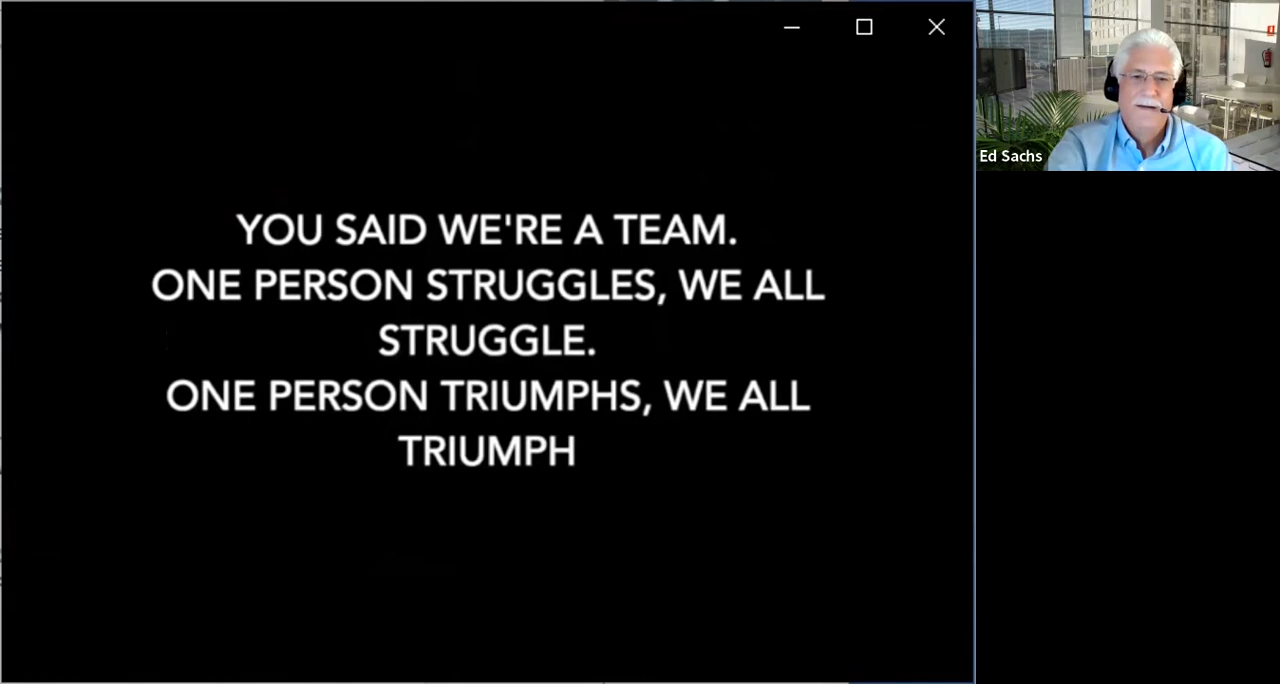 YOU SAID WE'RE A TEAM.
ONE PERSON STRUGGLES, WE ALL
STRUGGLE.
ONE PERSON TRIUMPHS, WE ALL
TRIUMPH
Ed Sachs